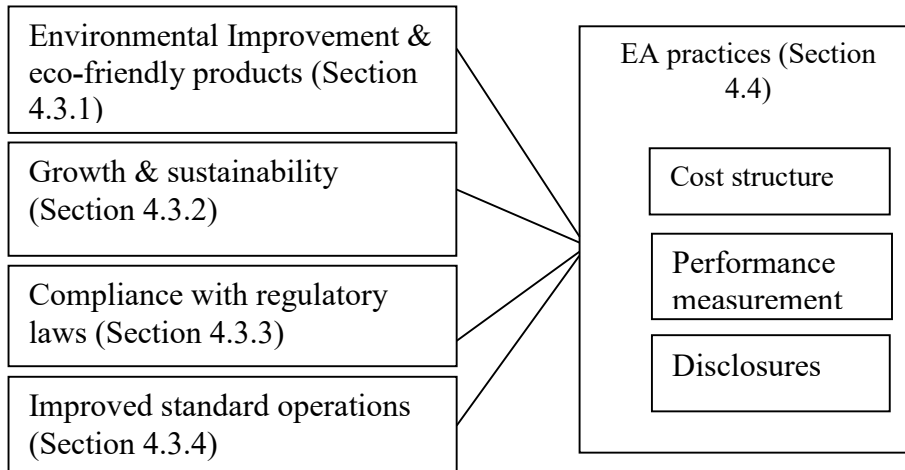 Environmental Improvement &
eco-friendly products (Section
4.3.1)
Growth & sustainability
(Section 4.3.2)
Compliance with regulatory
laws (Section 4.3.3)
Improved standard operations
(Section 4.3.4)
EA practices (Section
4.4)
Cost structure
Performance
measurement
Disclosures